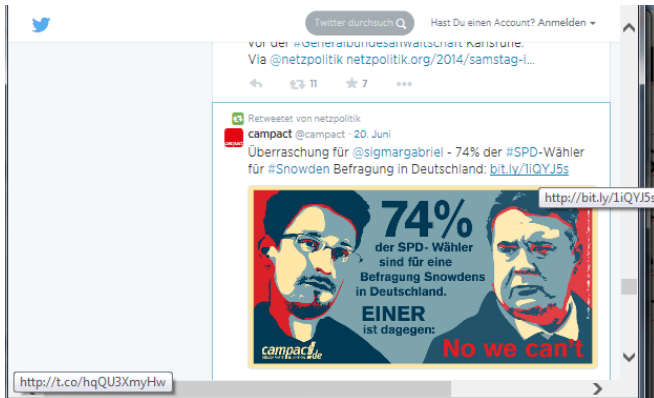 Twitter durchsuch
Hast Du einen Account? Anmelden
vor der #Generalbundesanwaltschaft Karlsruhe.
Via @netzpolitik netzpolitik.org/2014/samstag-i...
11 7
Retweetet von netzpolitik
campact @campact · 20. Juni
Überraschung für @sigmargabriel - 74% der #SPD-Wähler
für #Snowden Befragung in Deutschland: bit.ly/1iQYJ5s
http://bit.ly/1iQYJ5s
74%
der SPD- Wähler
sind für eine
Befragung Snowdens
in Deutschland.
EINER
ist dagegen:
campact.de
No we can't
http://t.co/hqQU3XmyHw